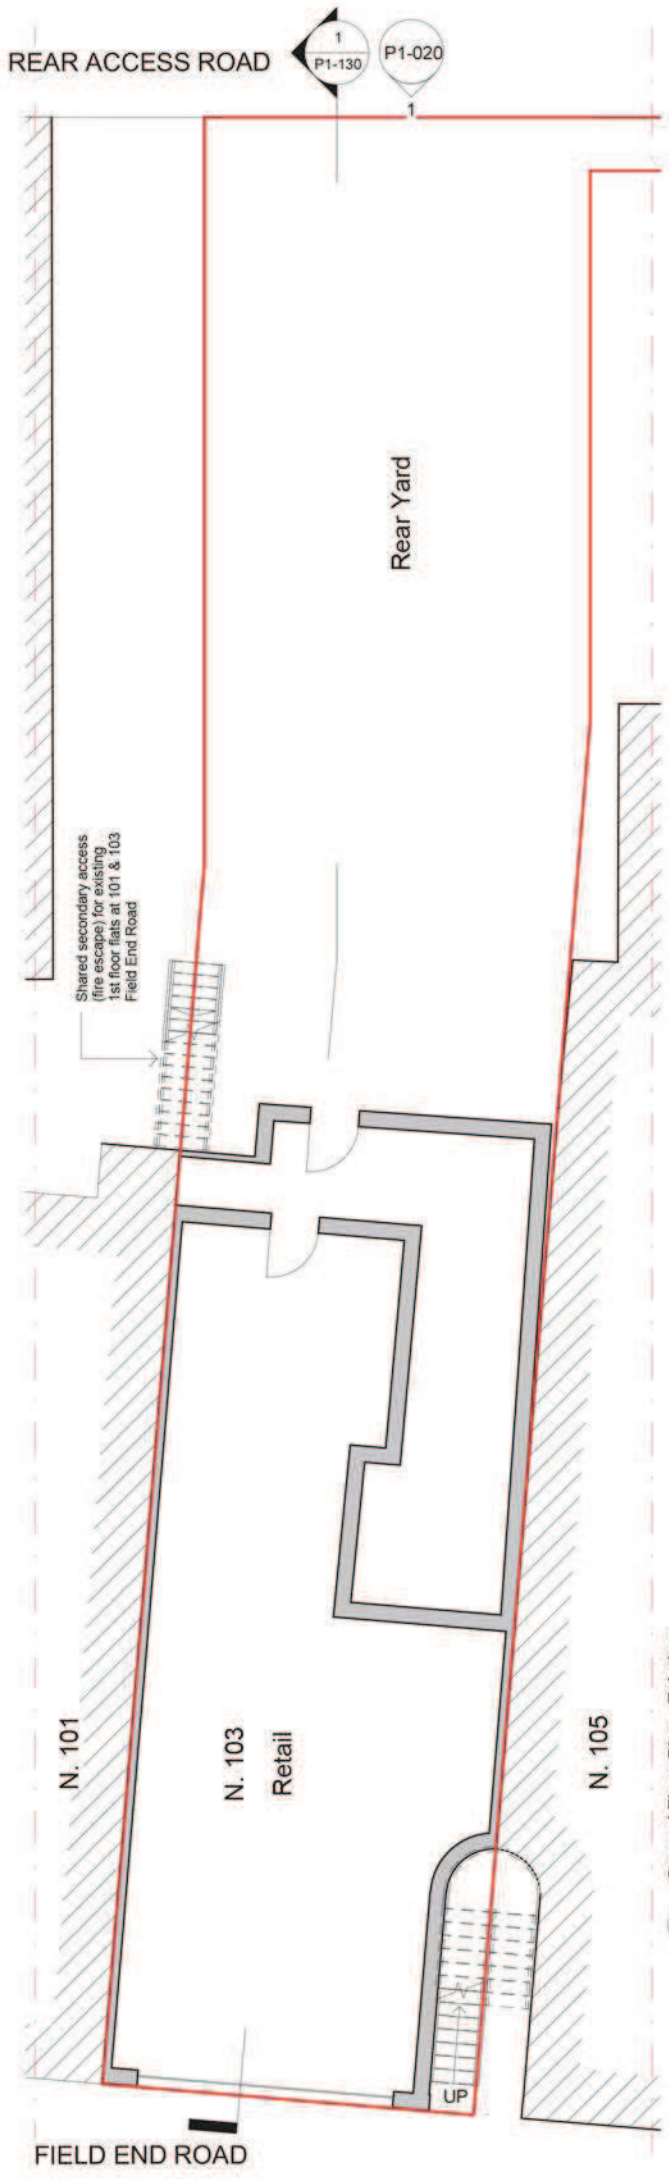 REAR ACCESS ROAD
1
P1-130
P1-020
1
Rear Yard
Shared secondary access
(fire escape) for existing
1st floor flats at 101 & 103
Field End Road
N. 101
N. 103
Retail
N. 105
UP
FIELD END ROAD